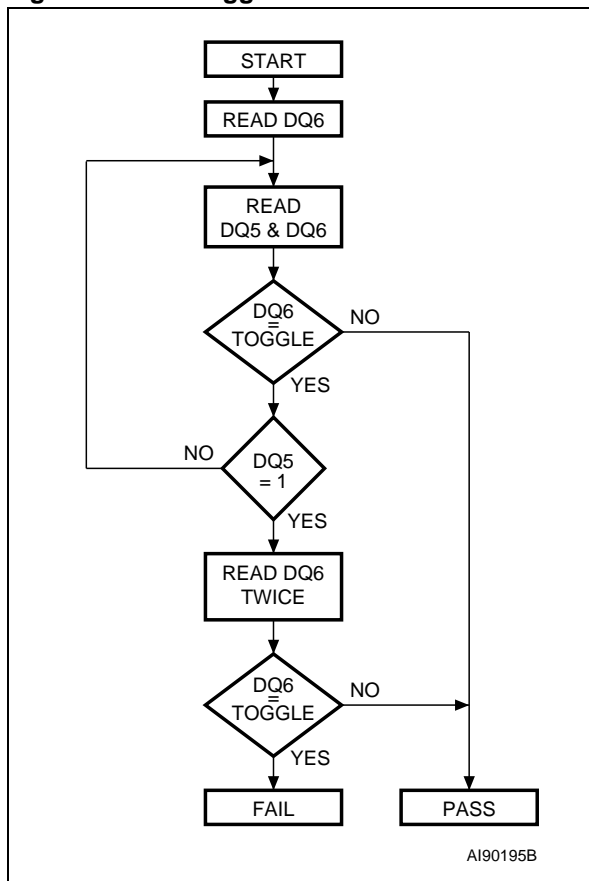 START
READ DQ6
READ
DQ5 & DQ6
DQ6
=
TOGGLE
NO
YES
NO
DQ5
= 1
YES
READ DQ6
TWICE
DQ6
=
TOGGLE
NO
YES
FAIL
PASS
AI90195B